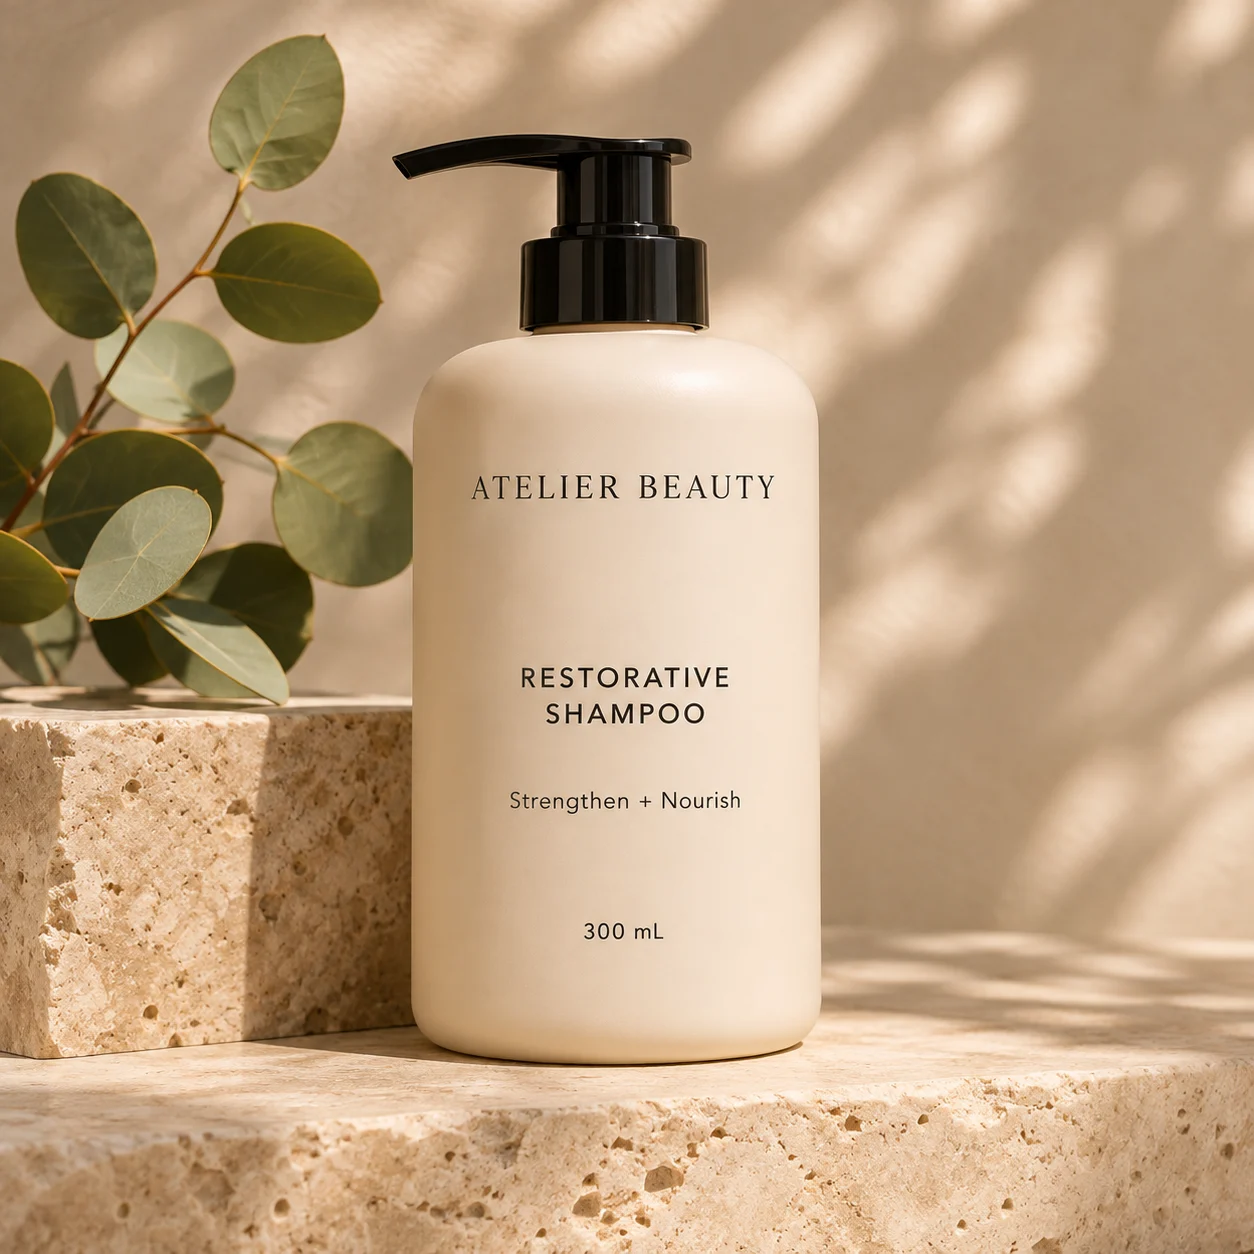 ATELIER BEAUTY
RESTORATIVE
SHAMPOO
Strengthen + Nourish
300 mL